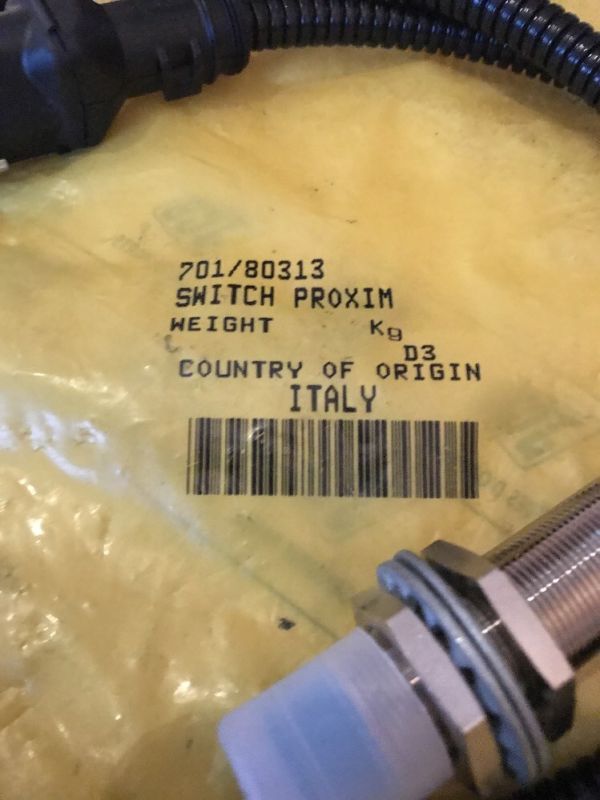 701/80313
SWITCH PROXIM
WEIGHT Kg
D3
COUNTRY OF ORIGIN
ITALY